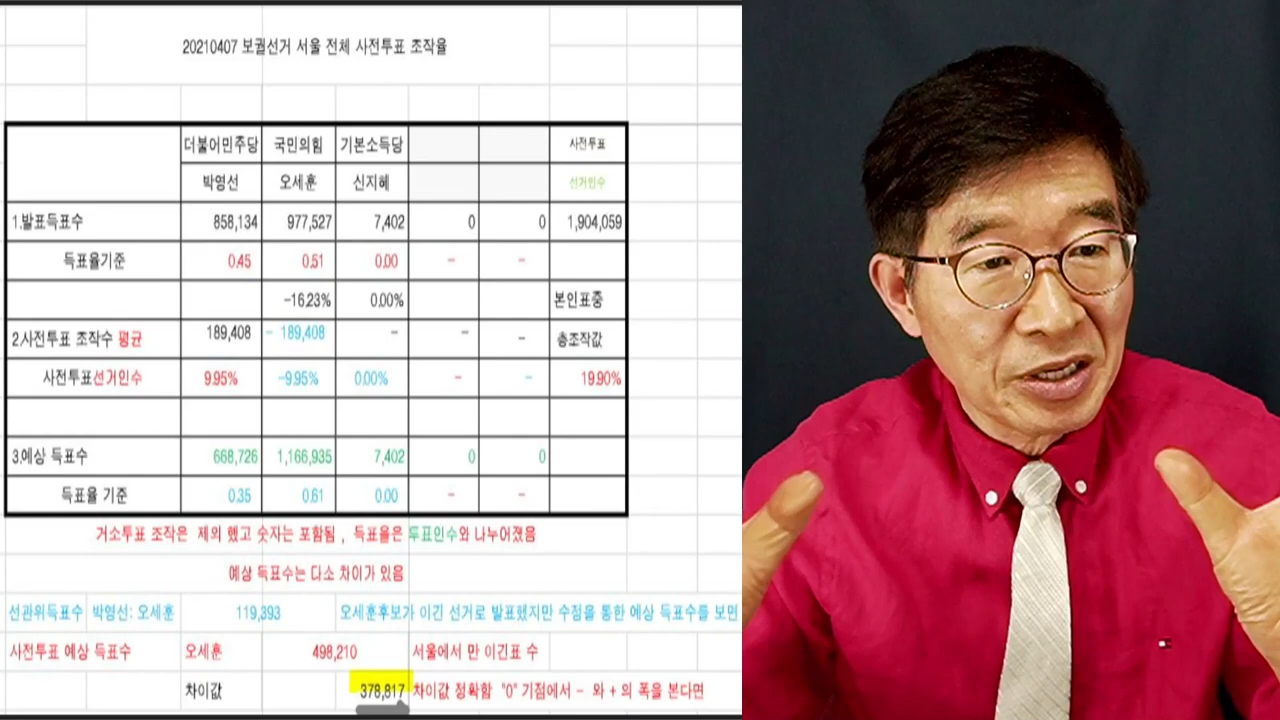 20210407 보궐선거 서울 전체 사전투표 조작율
더불어민주당 국민의힘 기본소득당 사전투표
박영선 오세훈 신지혜 선거인수
1.발표득표수 858,134 977,527 7,402 0 0 1,904,059
득표율기준 0.45 0.51 0.00 - -
-16.23% 0.00% 본인표중
2.사전투표 조작수 평균 189,408 - 189,408 - - - 총조작값
사전투표선거인수 9.95% -9.95% 0.00% - - 19.90%
3.예상 득표수 668,726 1,166,935 7,402 0 0
득표율 기준 0.35 0.61 0.00 - -
거소투표 조작은 제외 했고 숫자는 포함됨 , 득표율은 투표인수와 나누어졌음
예상 득표수는 다소 차이가 있음
선관위득표수 박영선: 오세훈 119,393 오세훈후보가 이긴 선거로 발표했지만 수점을 통한 예상 득표수를 보면
사전투표 예상 득표수 오세훈 498,210 서울에서 만 이긴표 수
차이값 378,817 차이값 정확함 "0" 기점에서 - 와 + 의 폭을 본다면